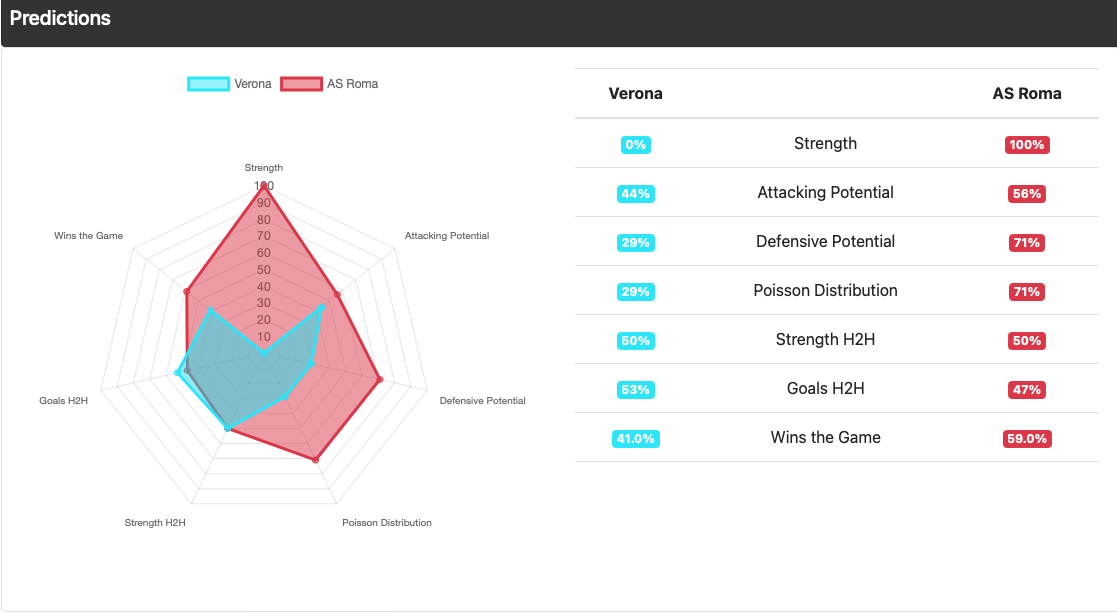 Predictions
Verona AS Roma
Strength
100
90
80
70
60
50
40
30
20
10
Wins the Game
Attacking Potential
Goals H2H
Defensive Potential
Strength H2H
Poisson Distribution
Verona AS Roma
0% Strength 100%
44% Attacking Potential 56%
29% Defensive Potential 71%
29% Poisson Distribution 71%
50% Strength H2H 50%
53% Goals H2H 47%
41.0% Wins the Game 59.0%